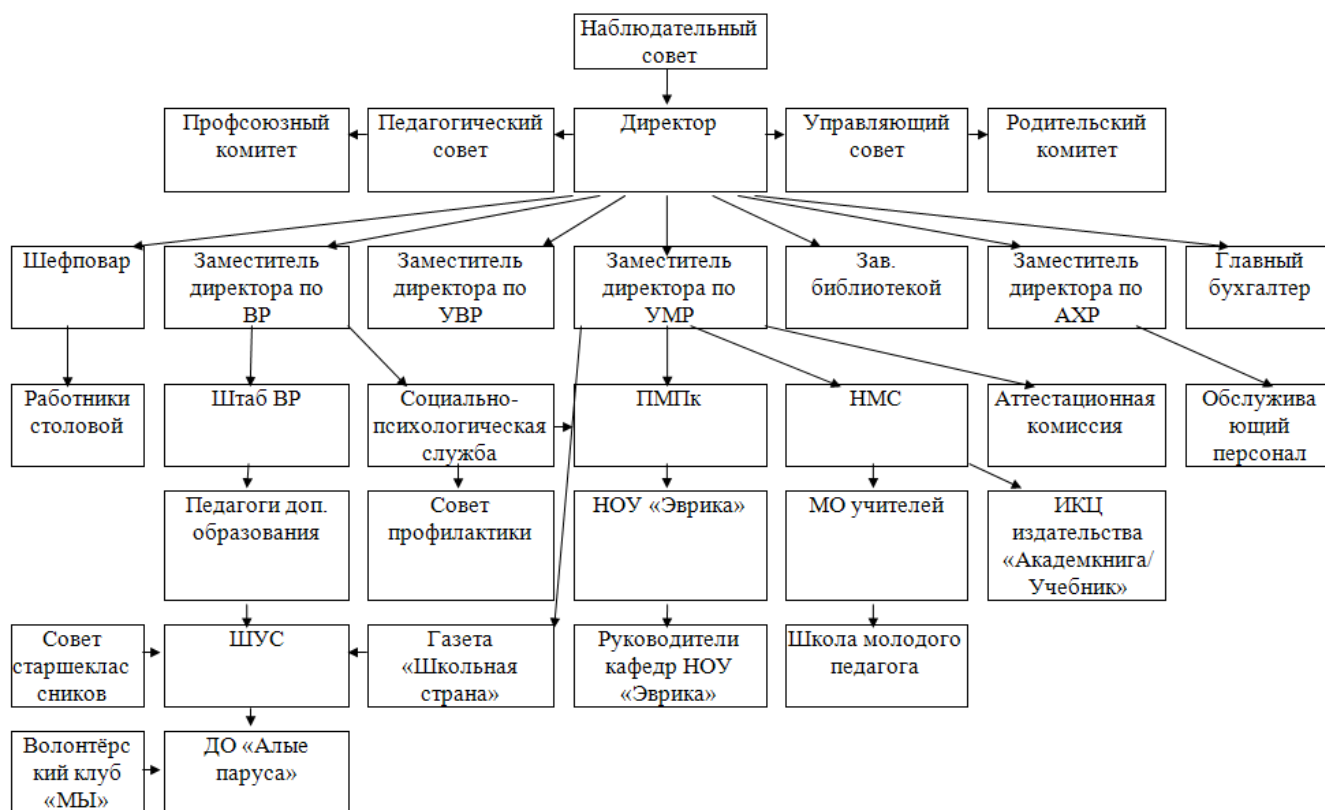 Наблюдательный
совет
Профсоюзный
комитет
Педагогический
совет
Директор
Управляющий
совет
Родительский
комитет
Шефповар
Заместитель
директора по
ВР
Заместитель
директора по
УВР
Заместитель
директора по
УМР
Зав.
библиотекой
Заместитель
директора по
АХР
Главный
бухгалтер
Работники
столовой
Штаб ВР
Социально-
психологическая
служба
ПМПк
НМС
Аттестационная
комиссия
Обслужива
ющий
персонал
Педагоги доп.
образования
Совет
профилактики
НОУ «Эврика»
МО учителей
ИКЦ
издательства
«Академкнига/
Учебник»
Совет
старшеклас
сников
ШУС
Газета
«Школьная
страна»
Руководители
кафедр НОУ
«Эврика»
Школа молодого
педагога
Волонтёрс
кий клуб
«МЫ»
ДО «Алые
паруса»